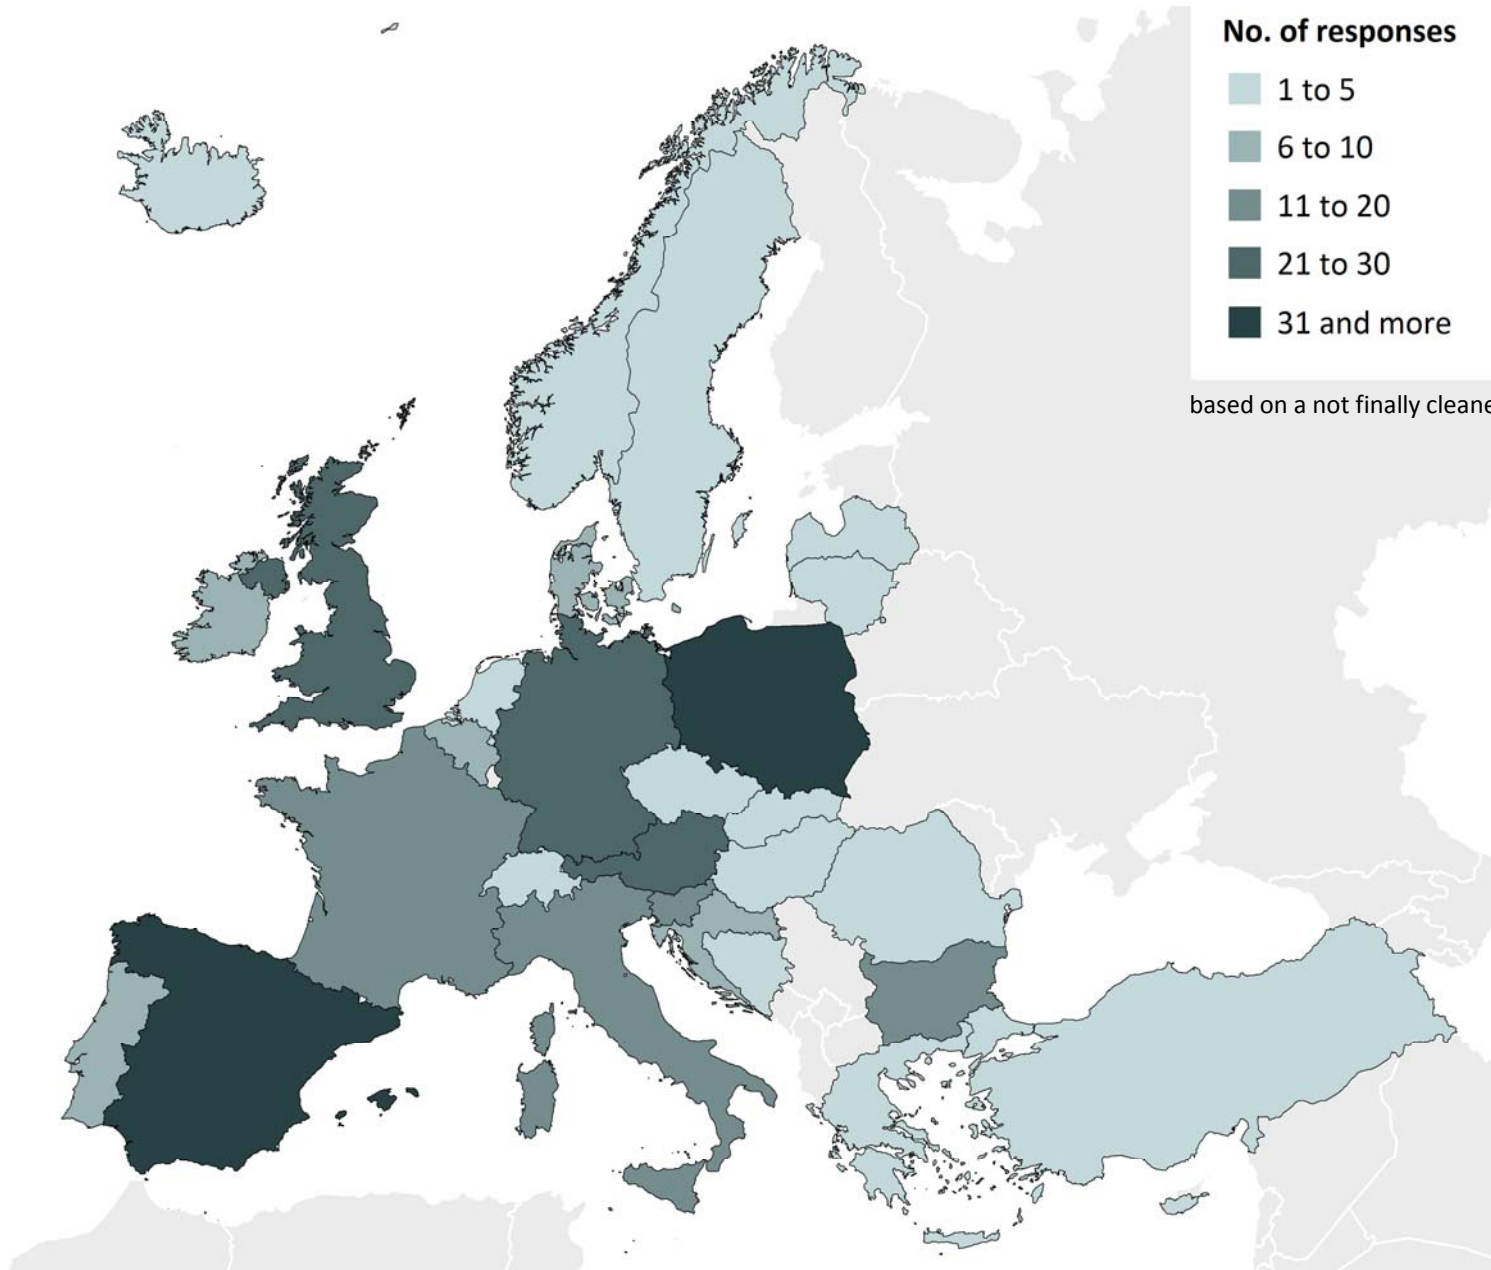 No. of responses
1 to 5
6 to 10
11 to 20
21 to 30
31 and more
based on a not finally cleane